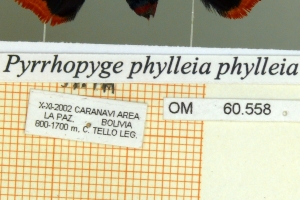 Pyrrhopyge phylleia phylleia
X-XI-2002 CARANAVI AREA
LA PAZ. BOLIVIA
800-1700 m, C. TELLO LEG.
OM 60.558